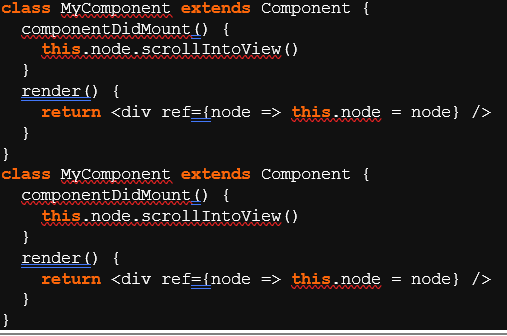 class MyComponent extends Component {
  componentDidMount() {
    this.node.scrollIntoView()
  }
  render() {
    return <div ref={node => this.node = node} />
  }
}
class MyComponent extends Component {
  componentDidMount() {
    this.node.scrollIntoView()
  }
  render() {
    return <div ref={node => this.node = node} />
  }
}